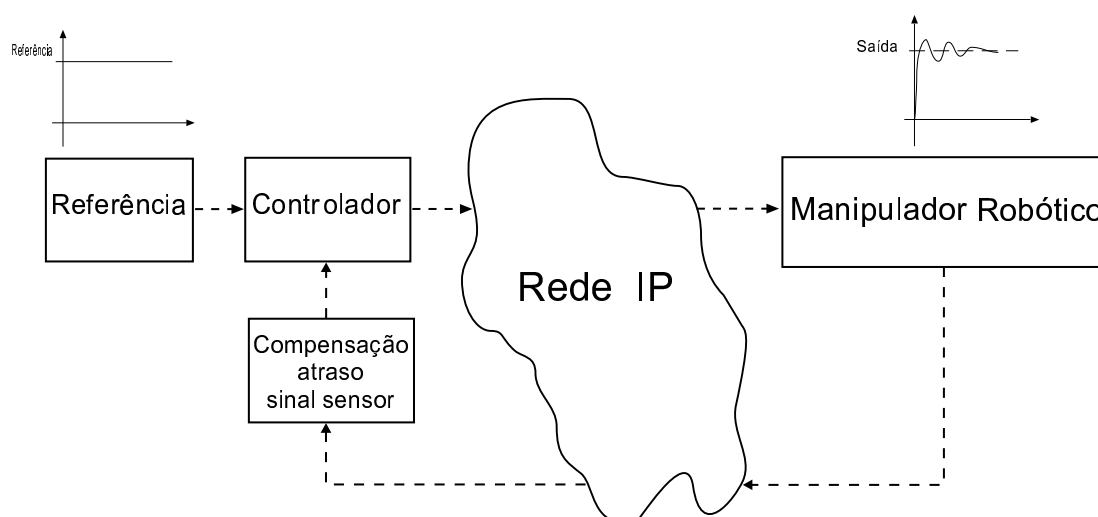 Referência
Saída
Referência
Controlador
Rede IP
Manipulador Robótico
Compensação
atraso
sinal sensor